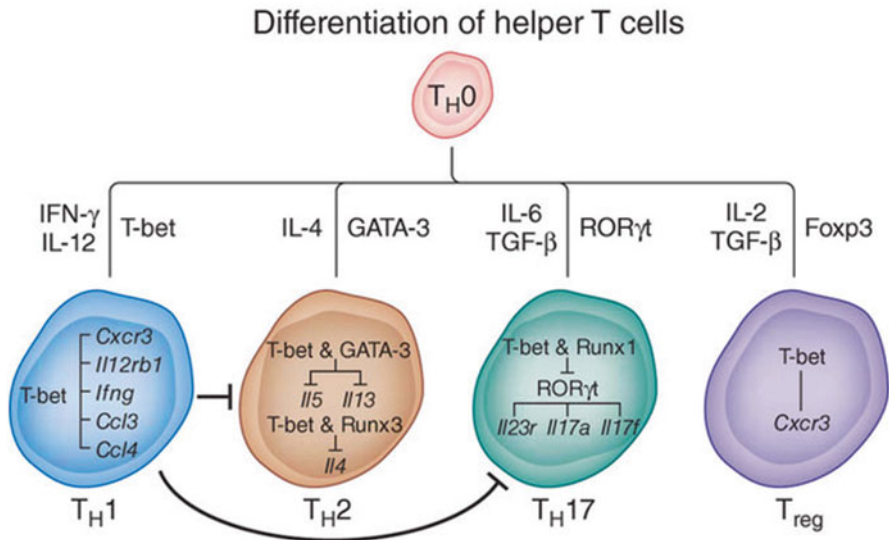 Differentiation of helper T cells
TH0
IFN-γ
IL-12
T-bet
IL-4
GATA-3
IL-6
TGF-β
RORγt
IL-2
TGF-β
Foxp3
T-bet
Cxcr3
Il12rb1
Ifng
Ccl3
Ccl4
T-bet & GATA-3
Il5 Il13
T-bet & Runx3
Il4
T-bet & Runx1
RORγt
Il23r Il17a Il17f
T-bet
Cxcr3
TH1
TH2
TH17
Treg